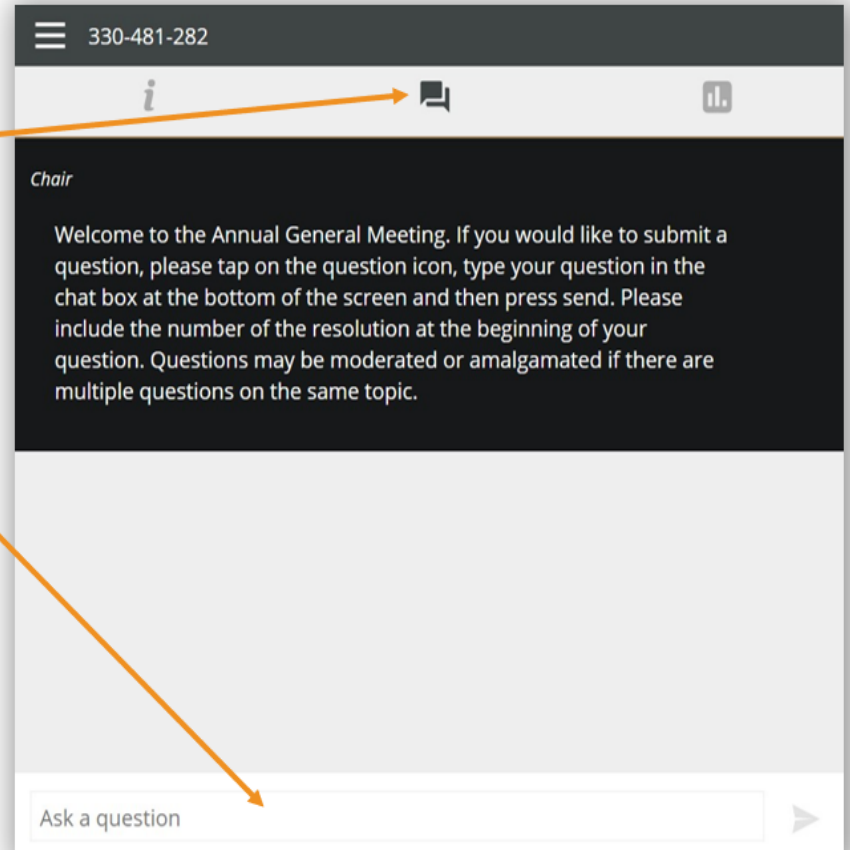 330-481-282
Chair
Welcome to the Annual General Meeting. If you would like to submit a
question, please tap on the question icon, type your question in the
chat box at the bottom of the screen and then press send. Please
include the number of the resolution at the beginning of your
question. Questions may be moderated or amalgamated if there are
multiple questions on the same topic.
Ask a question